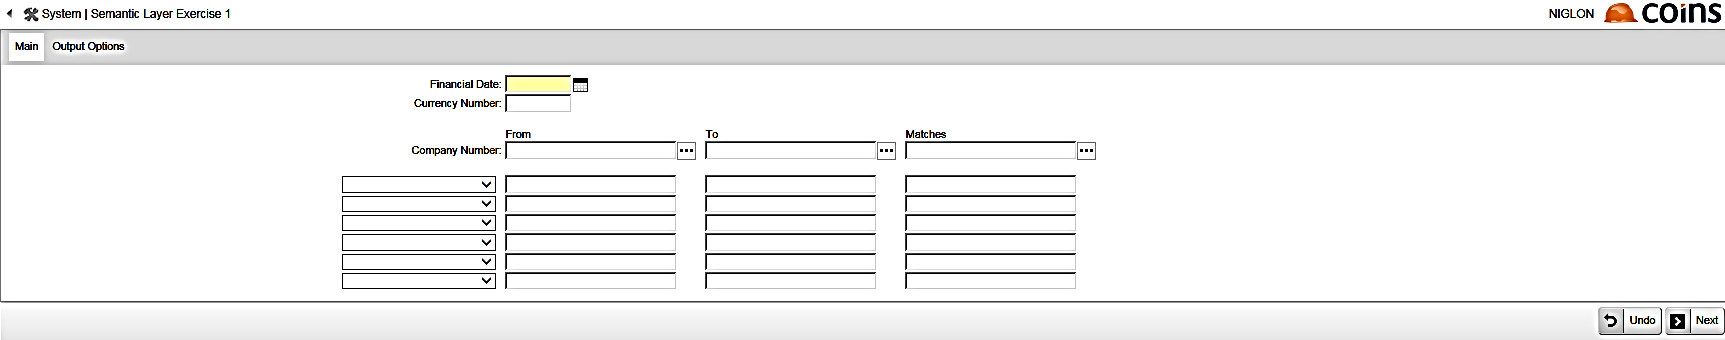 System | Semantic Layer Exercise 1
NIGLON coins
Main Output Options
Financial Date:
Currency Number:
From To Matches
Company Number:
Undo Next